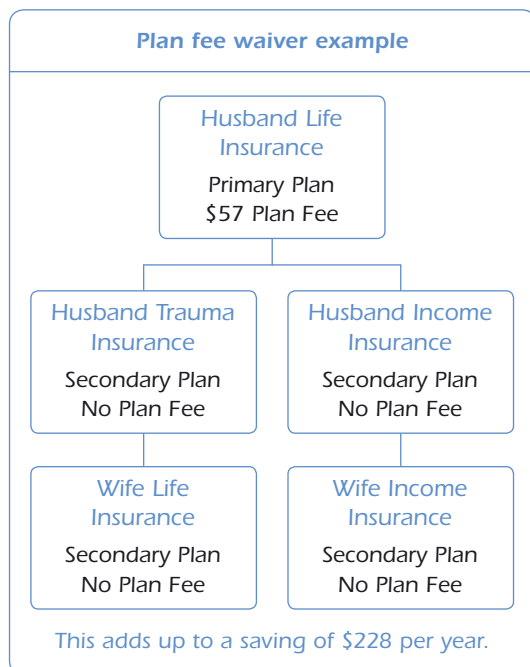 Plan fee waiver example
Husband Life
Insurance
Primary Plan
$57 Plan Fee
Husband Trauma
Insurance
Secondary Plan
No Plan Fee
Husband Income
Insurance
Secondary Plan
No Plan Fee
Wife Life
Insurance
Secondary Plan
No Plan Fee
Wife Income
Insurance
Secondary Plan
No Plan Fee
This adds up to a saving of $228 per year.